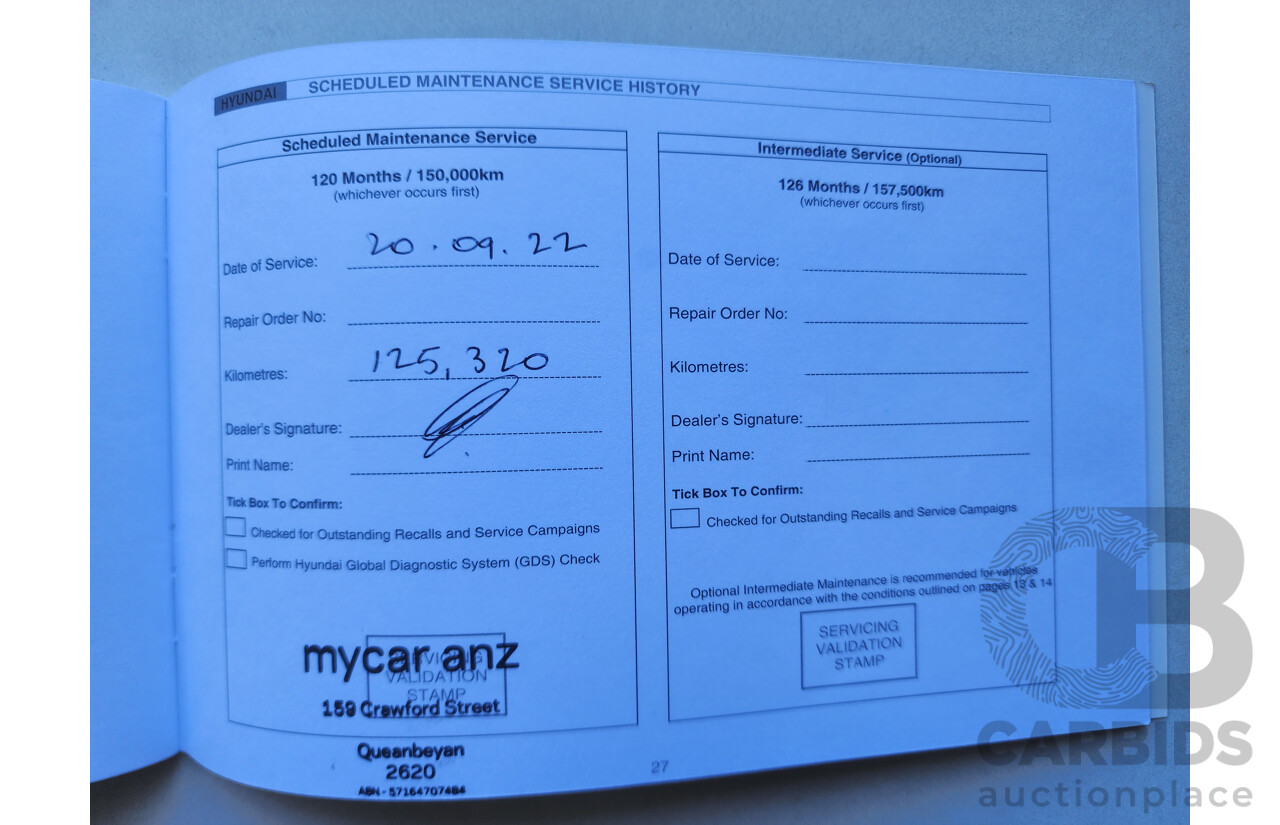 HYUNDAI
SCHEDULED MAINTENANCE SERVICE HISTORY
Scheduled Maintenance Service
120 Months / 150,000km
(whichever occurs first)
Date of Service: 20.09.22
Repair Order No:
Kilometres: 125,320
Dealer's Signature:
Print Name:
Tick Box To Confirm:
Checked for Outstanding Recalls and Service Campaigns
Perform Hyundai Global Diagnostic System (GDS) Check
SERVICING
VALIDATION
STAMP
mycar anz
159 Crawford Street
Queanbeyan
2620
ABN - 57164707484
Intermediate Service (Optional)
126 Months / 157,500km
(whichever occurs first)
Date of Service:
Repair Order No:
Kilometres:
Dealer's Signature:
Print Name:
Tick Box To Confirm:
Checked for Outstanding Recalls and Service Campaigns
Optional Intermediate Maintenance is recommended for vehicles
operating in accordance with the conditions outlined on pages 13 & 14
SERVICING
VALIDATION
STAMP
27
CB
CARBIDS
auctionplace